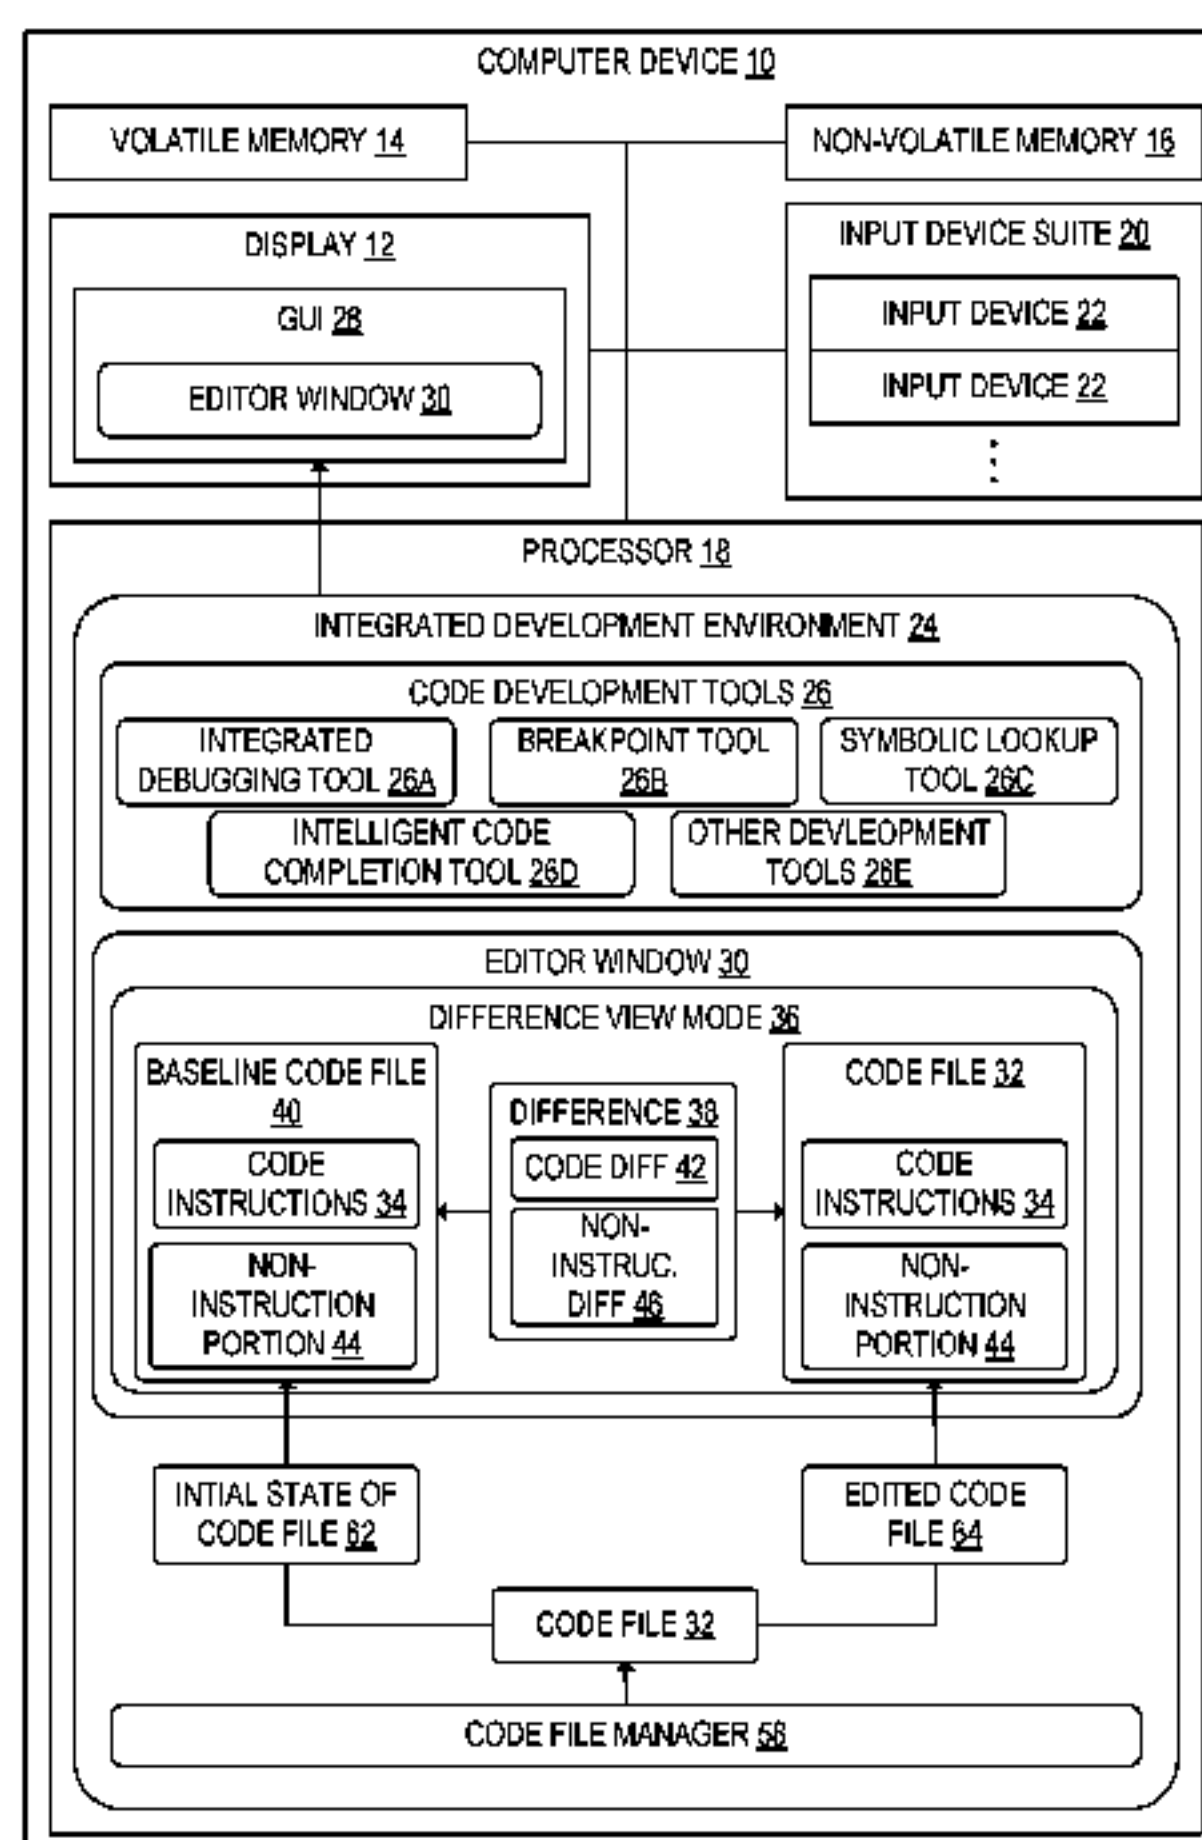 COMPUTER DEVICE 10
VOLATILE MEMORY 14
NON-VOLATILE MEMORY 16
DISPLAY 12
GUI 28
EDITOR WINDOW 30
INPUT DEVICE SUITE 20
INPUT DEVICE 22
INPUT DEVICE 22
PROCESSOR 18
INTEGRATED DEVELOPMENT ENVIRONMENT 24
CODE DEVELOPMENT TOOLS 26
INTEGRATED
DEBUGGING TOOL 26A
BREAKPOINT TOOL
26B
SYMBOLIC LOOKUP
TOOL 26C
INTELLIGENT CODE
COMPLETION TOOL 26D
OTHER DEVLEOPMENT
TOOLS 26E
EDITOR WINDOW 30
DIFFERENCE VIEW MODE 36
BASELINE CODE FILE
40
CODE
INSTRUCTIONS 34
NON-
INSTRUCTION
PORTION 44
DIFFERENCE 38
CODE DIFF 42
NON-
INSTRUC.
DIFF 46
CODE FILE 32
CODE
INSTRUCTIONS 34
NON-
INSTRUCTION
PORTION 44
INTIAL STATE OF
CODE FILE 62
EDITED CODE
FILE 64
CODE FILE 32
CODE FILE MANAGER 58